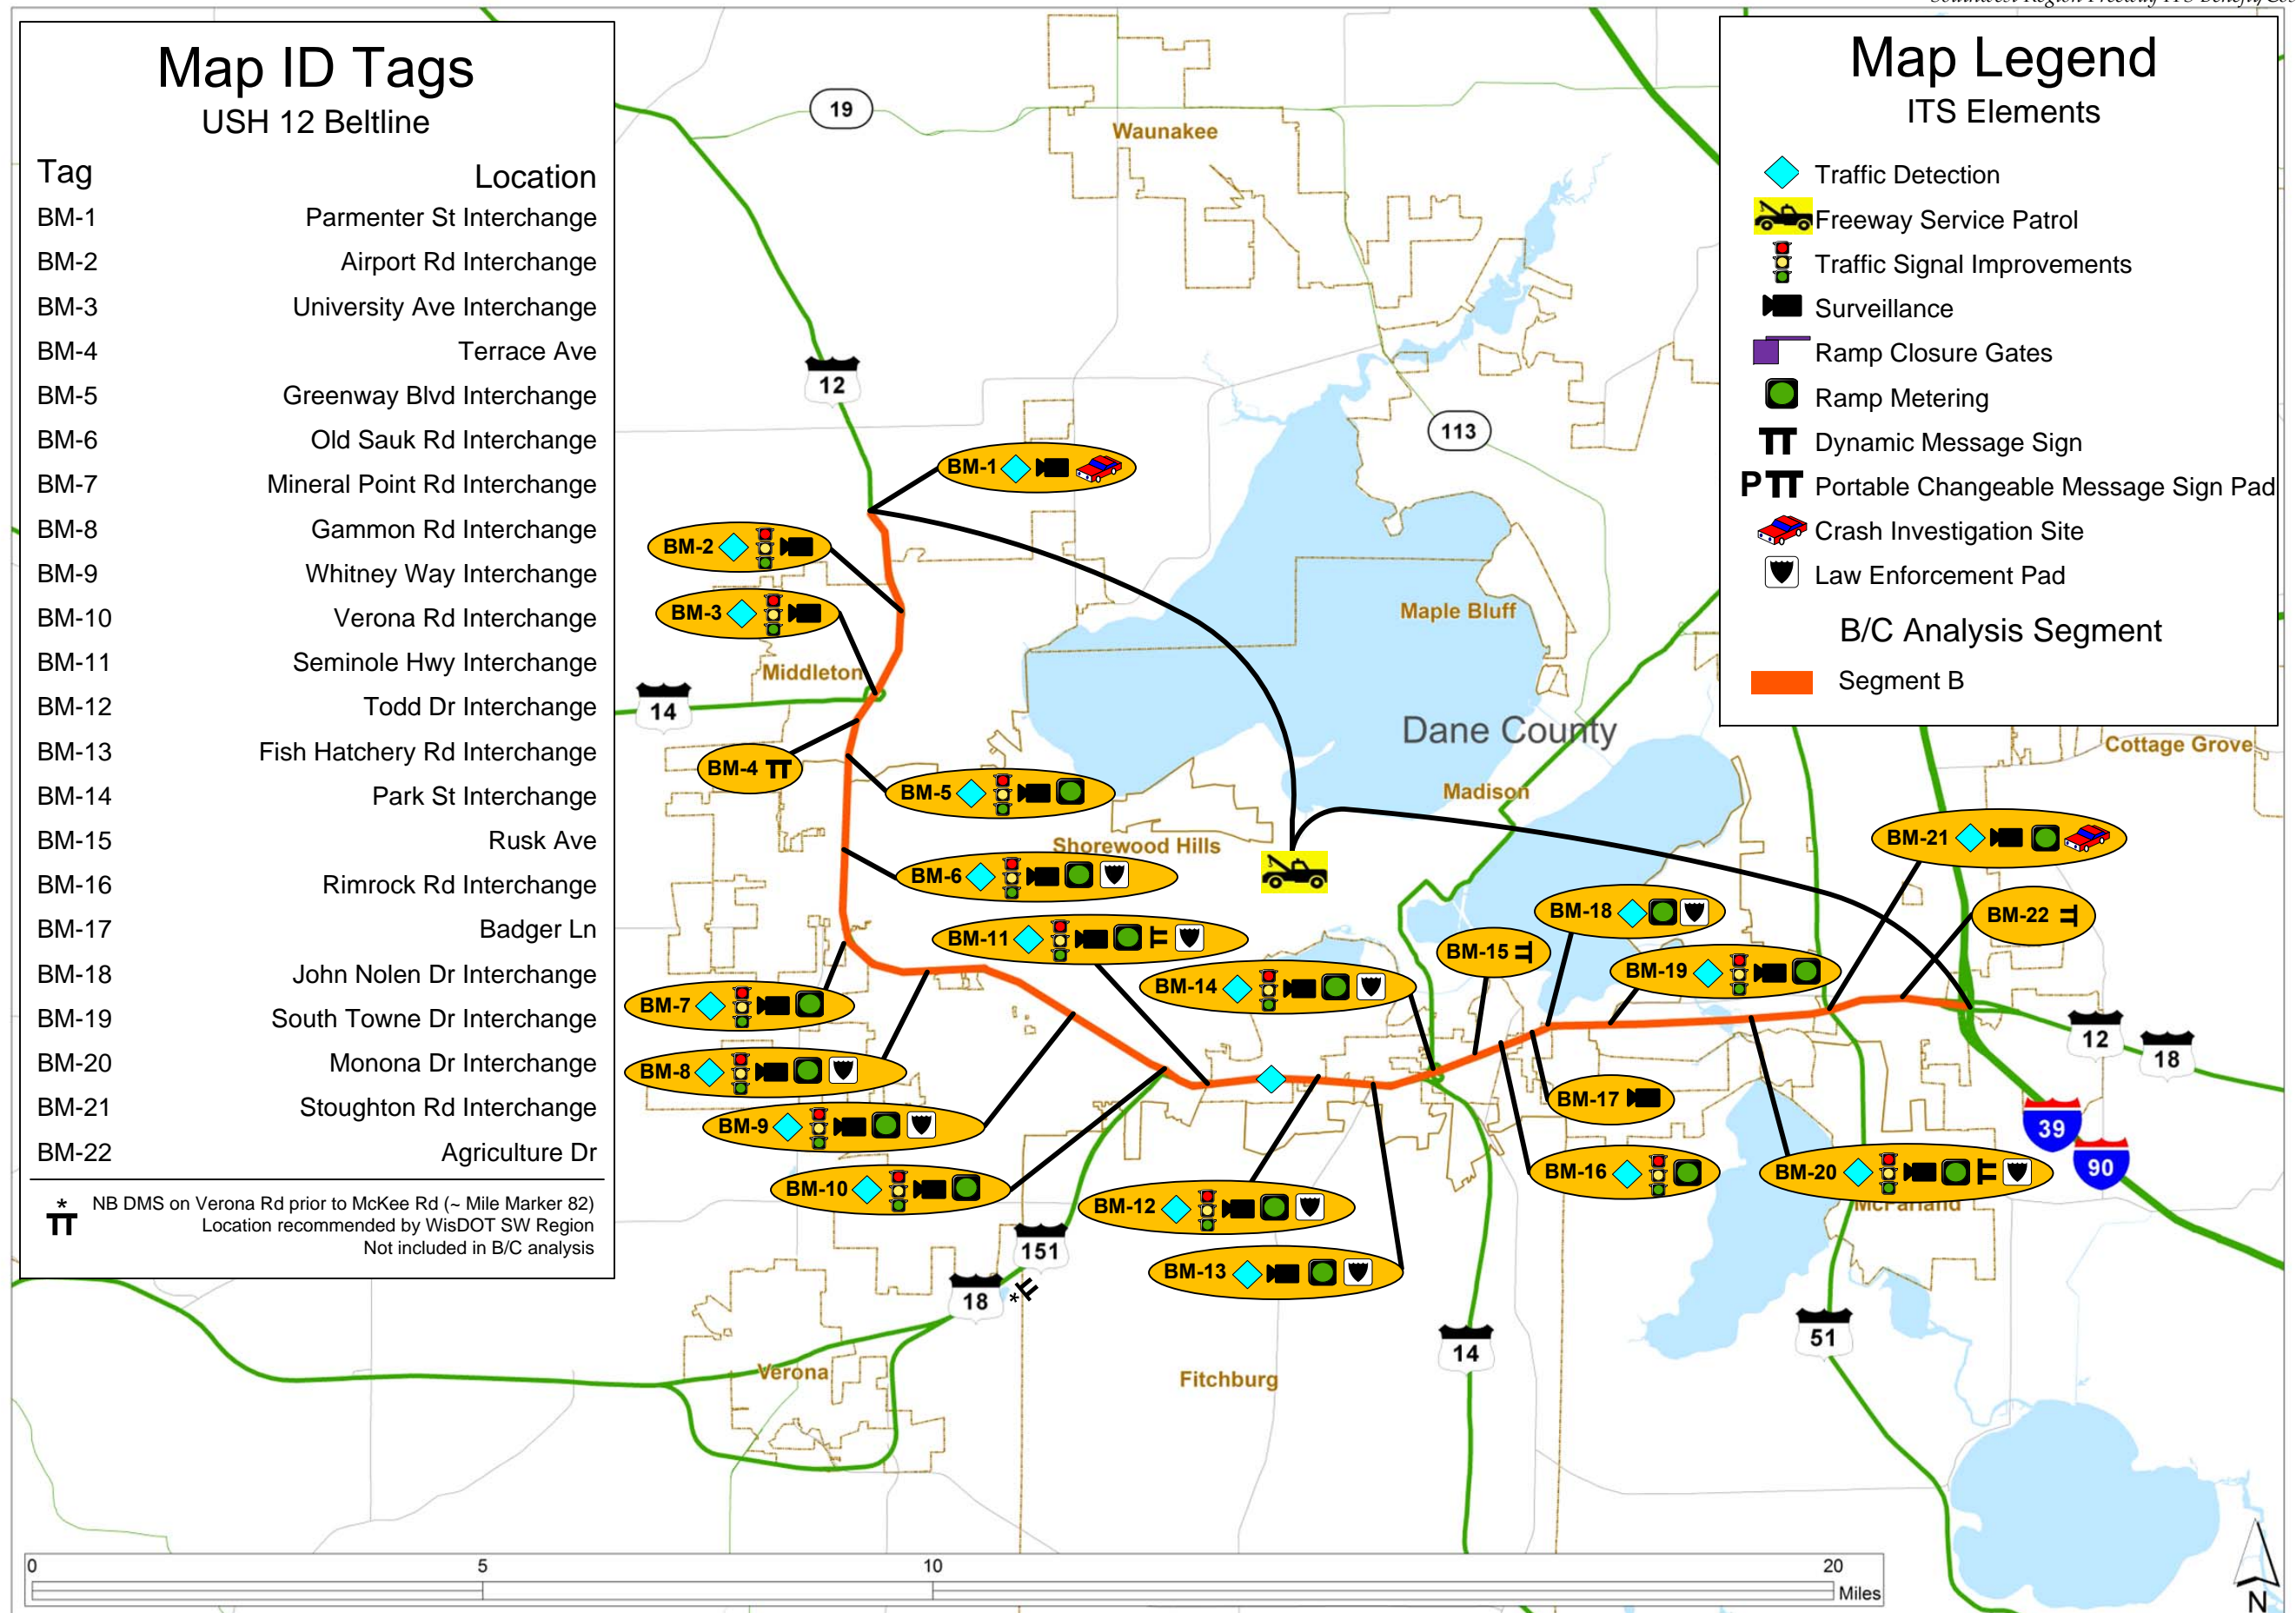 Southwest Region Freeway ITS Benefit/Cos
Map ID Tags
USH 12 Beltline
Tag Location
BM-1 Parmenter St Interchange
BM-2 Airport Rd Interchange
BM-3 University Ave Interchange
BM-4 Terrace Ave
BM-5 Greenway Blvd Interchange
BM-6 Old Sauk Rd Interchange
BM-7 Mineral Point Rd Interchange
BM-8 Gammon Rd Interchange
BM-9 Whitney Way Interchange
BM-10 Verona Rd Interchange
BM-11 Seminole Hwy Interchange
BM-12 Todd Dr Interchange
BM-13 Fish Hatchery Rd Interchange
BM-14 Park St Interchange
BM-15 Rusk Ave
BM-16 Rimrock Rd Interchange
BM-17 Badger Ln
BM-18 John Nolen Dr Interchange
BM-19 South Towne Dr Interchange
BM-20 Monona Dr Interchange
BM-21 Stoughton Rd Interchange
BM-22 Agriculture Dr
* NB DMS on Verona Rd prior to McKee Rd (~ Mile Marker 82)
Location recommended by WisDOT SW Region
Not included in B/C analysis
Map Legend
ITS Elements
Traffic Detection
Freeway Service Patrol
Traffic Signal Improvements
Surveillance
Ramp Closure Gates
Ramp Metering
Dynamic Message Sign
P Portable Changeable Message Sign Pad
Crash Investigation Site
Law Enforcement Pad
B/C Analysis Segment
Segment B
19
Waunakee
12
113
BM-1
BM-2
BM-3
Maple Bluff
Middleton
14
Dane County
Cottage Grove
BM-4
BM-5
Madison
Shorewood Hills
BM-21
BM-6
BM-18
BM-22
BM-11
BM-15
BM-19
BM-14
BM-7
12
18
BM-8
BM-17
BM-9
39
90
BM-16
BM-20
BM-10
BM-12
McFarland
151
BM-13
18
*
51
14
Verona
Fitchburg
0 5 10 20
Miles
N